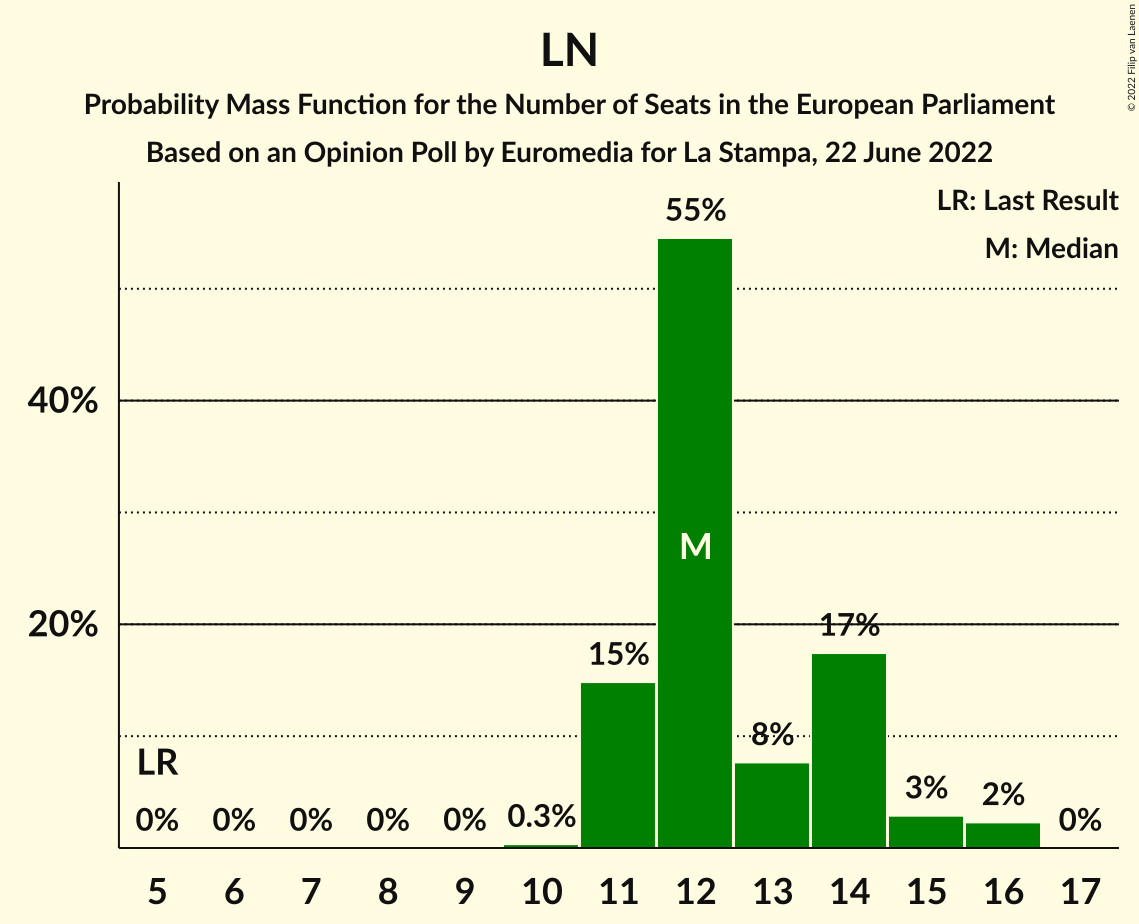 LN
Probability Mass Function for the Number of Seats in the European Parliament
Based on an Opinion Poll by Euromedia for La Stampa, 22 June 2022
© 2022 Filip van Laenen
LR: Last Result
M: Median
55%
40%
M
20%
17%
15%
8%
LR
3%
2%
0% 0% 0% 0% 0% 0.3% 0%
5 6 7 8 9 10 11 12 13 14 15 16 17